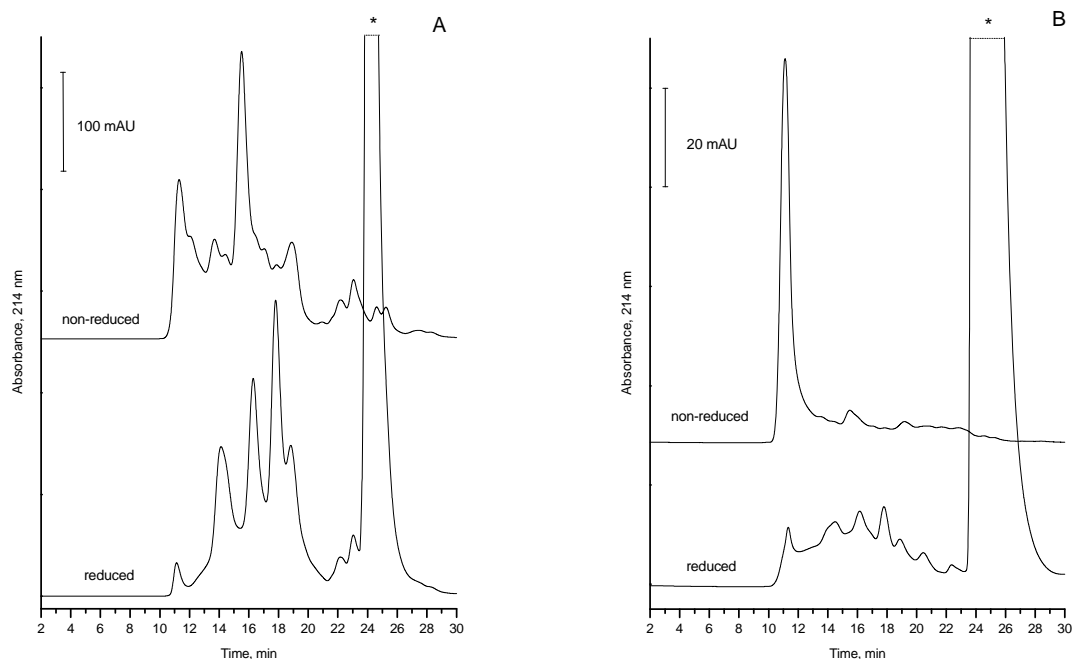 *
A
100 mAU
Absorbance, 214 nm
non-reduced
reduced
2 4 6 8 10 12 14 16 18 20 22 24 26 28 30
Time, min
*
B
20 mAU
Absorbance, 214 nm
non-reduced
reduced
2 4 6 8 10 12 14 16 18 20 22 24 26 28 30
Time, min